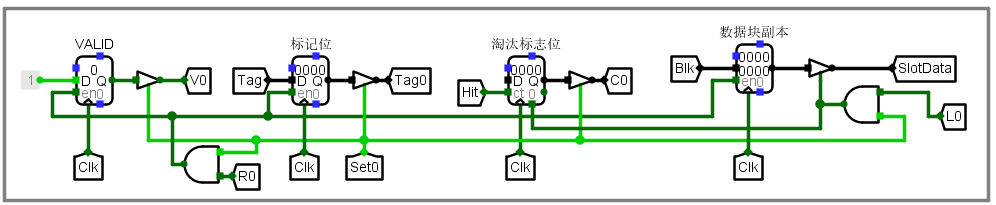 VALID
标记位
淘汰标志位
数据块副本
0
0000
0000
0000
0000
1
D Q
V0
Tag
D Q
Tag0
D Q
C0
Blk
D Q
SlotData
en0
en0
Hit
ct 0
en0
L0
Clk
R0
Clk
Set0
Clk
Clk